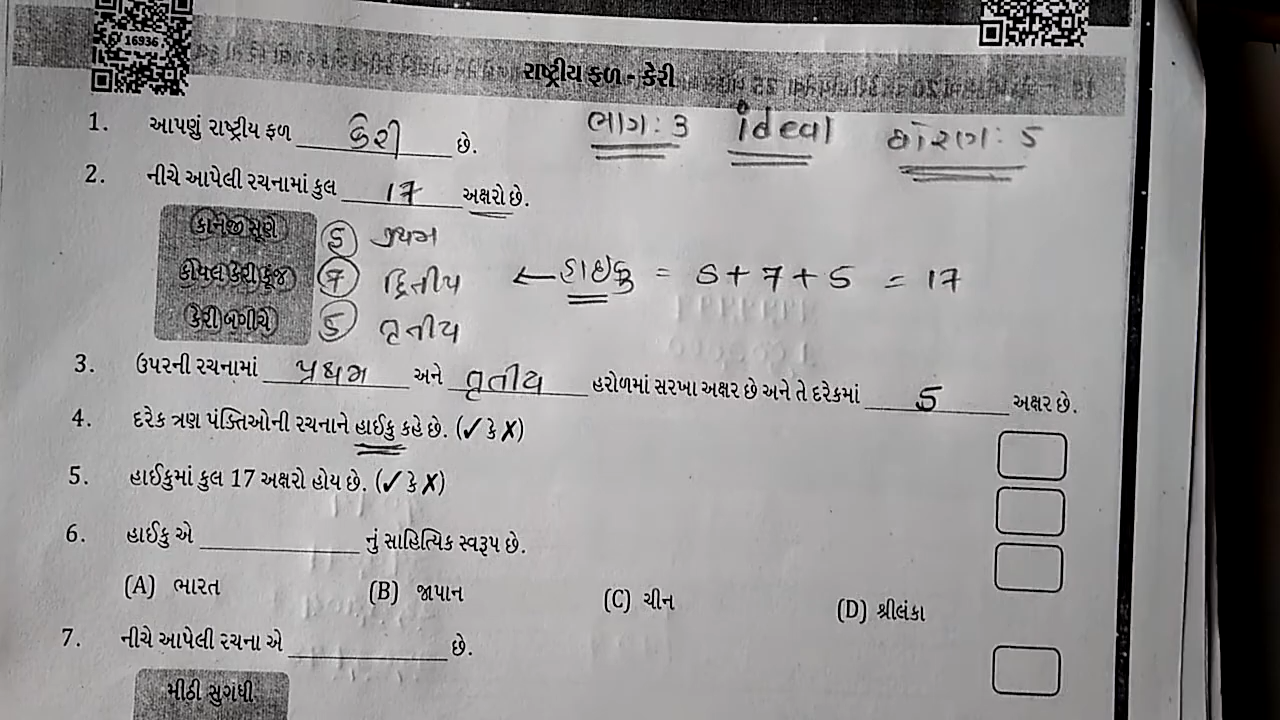 16936
રાષ્ટ્રીય ફળ - કેરી
1. આપણું રાષ્ટ્રીય ફળ કેરી છે.
ભાગ: 3 ideal ધોરણ: 5
2. નીચે આપેલી રચનામાં કુલ 17 અક્ષરો છે.
કાનજી સૂણે 5 પ્રથમ
કોયલ કેરી કૂજ 7 દ્વિતીય ← હાઇકુ = 5 + 7 + 5 = 17
કેરી બગીચે 5 તૃતીય
3. ઉપરની રચનામાં પ્રથમ અને તૃતીય હરોળમાં સરખા અક્ષર છે અને તે દરેકમાં 5 અક્ષર છે.
4. દરેક ત્રણ પંક્તિઓની રચનાને હાઈકુ કહે છે. (✓ કે ✗)
5. હાઈકુમાં કુલ 17 અક્ષરો હોય છે. (✓ કે ✗)
6. હાઈકુ એ ____________ નું સાહિત્યિક સ્વરૂપ છે.
(A) ભારત (B) જાપાન (C) ચીન (D) શ્રીલંકા
7. નીચે આપેલી રચના એ ____________ છે.
મીઠી સુગંધી